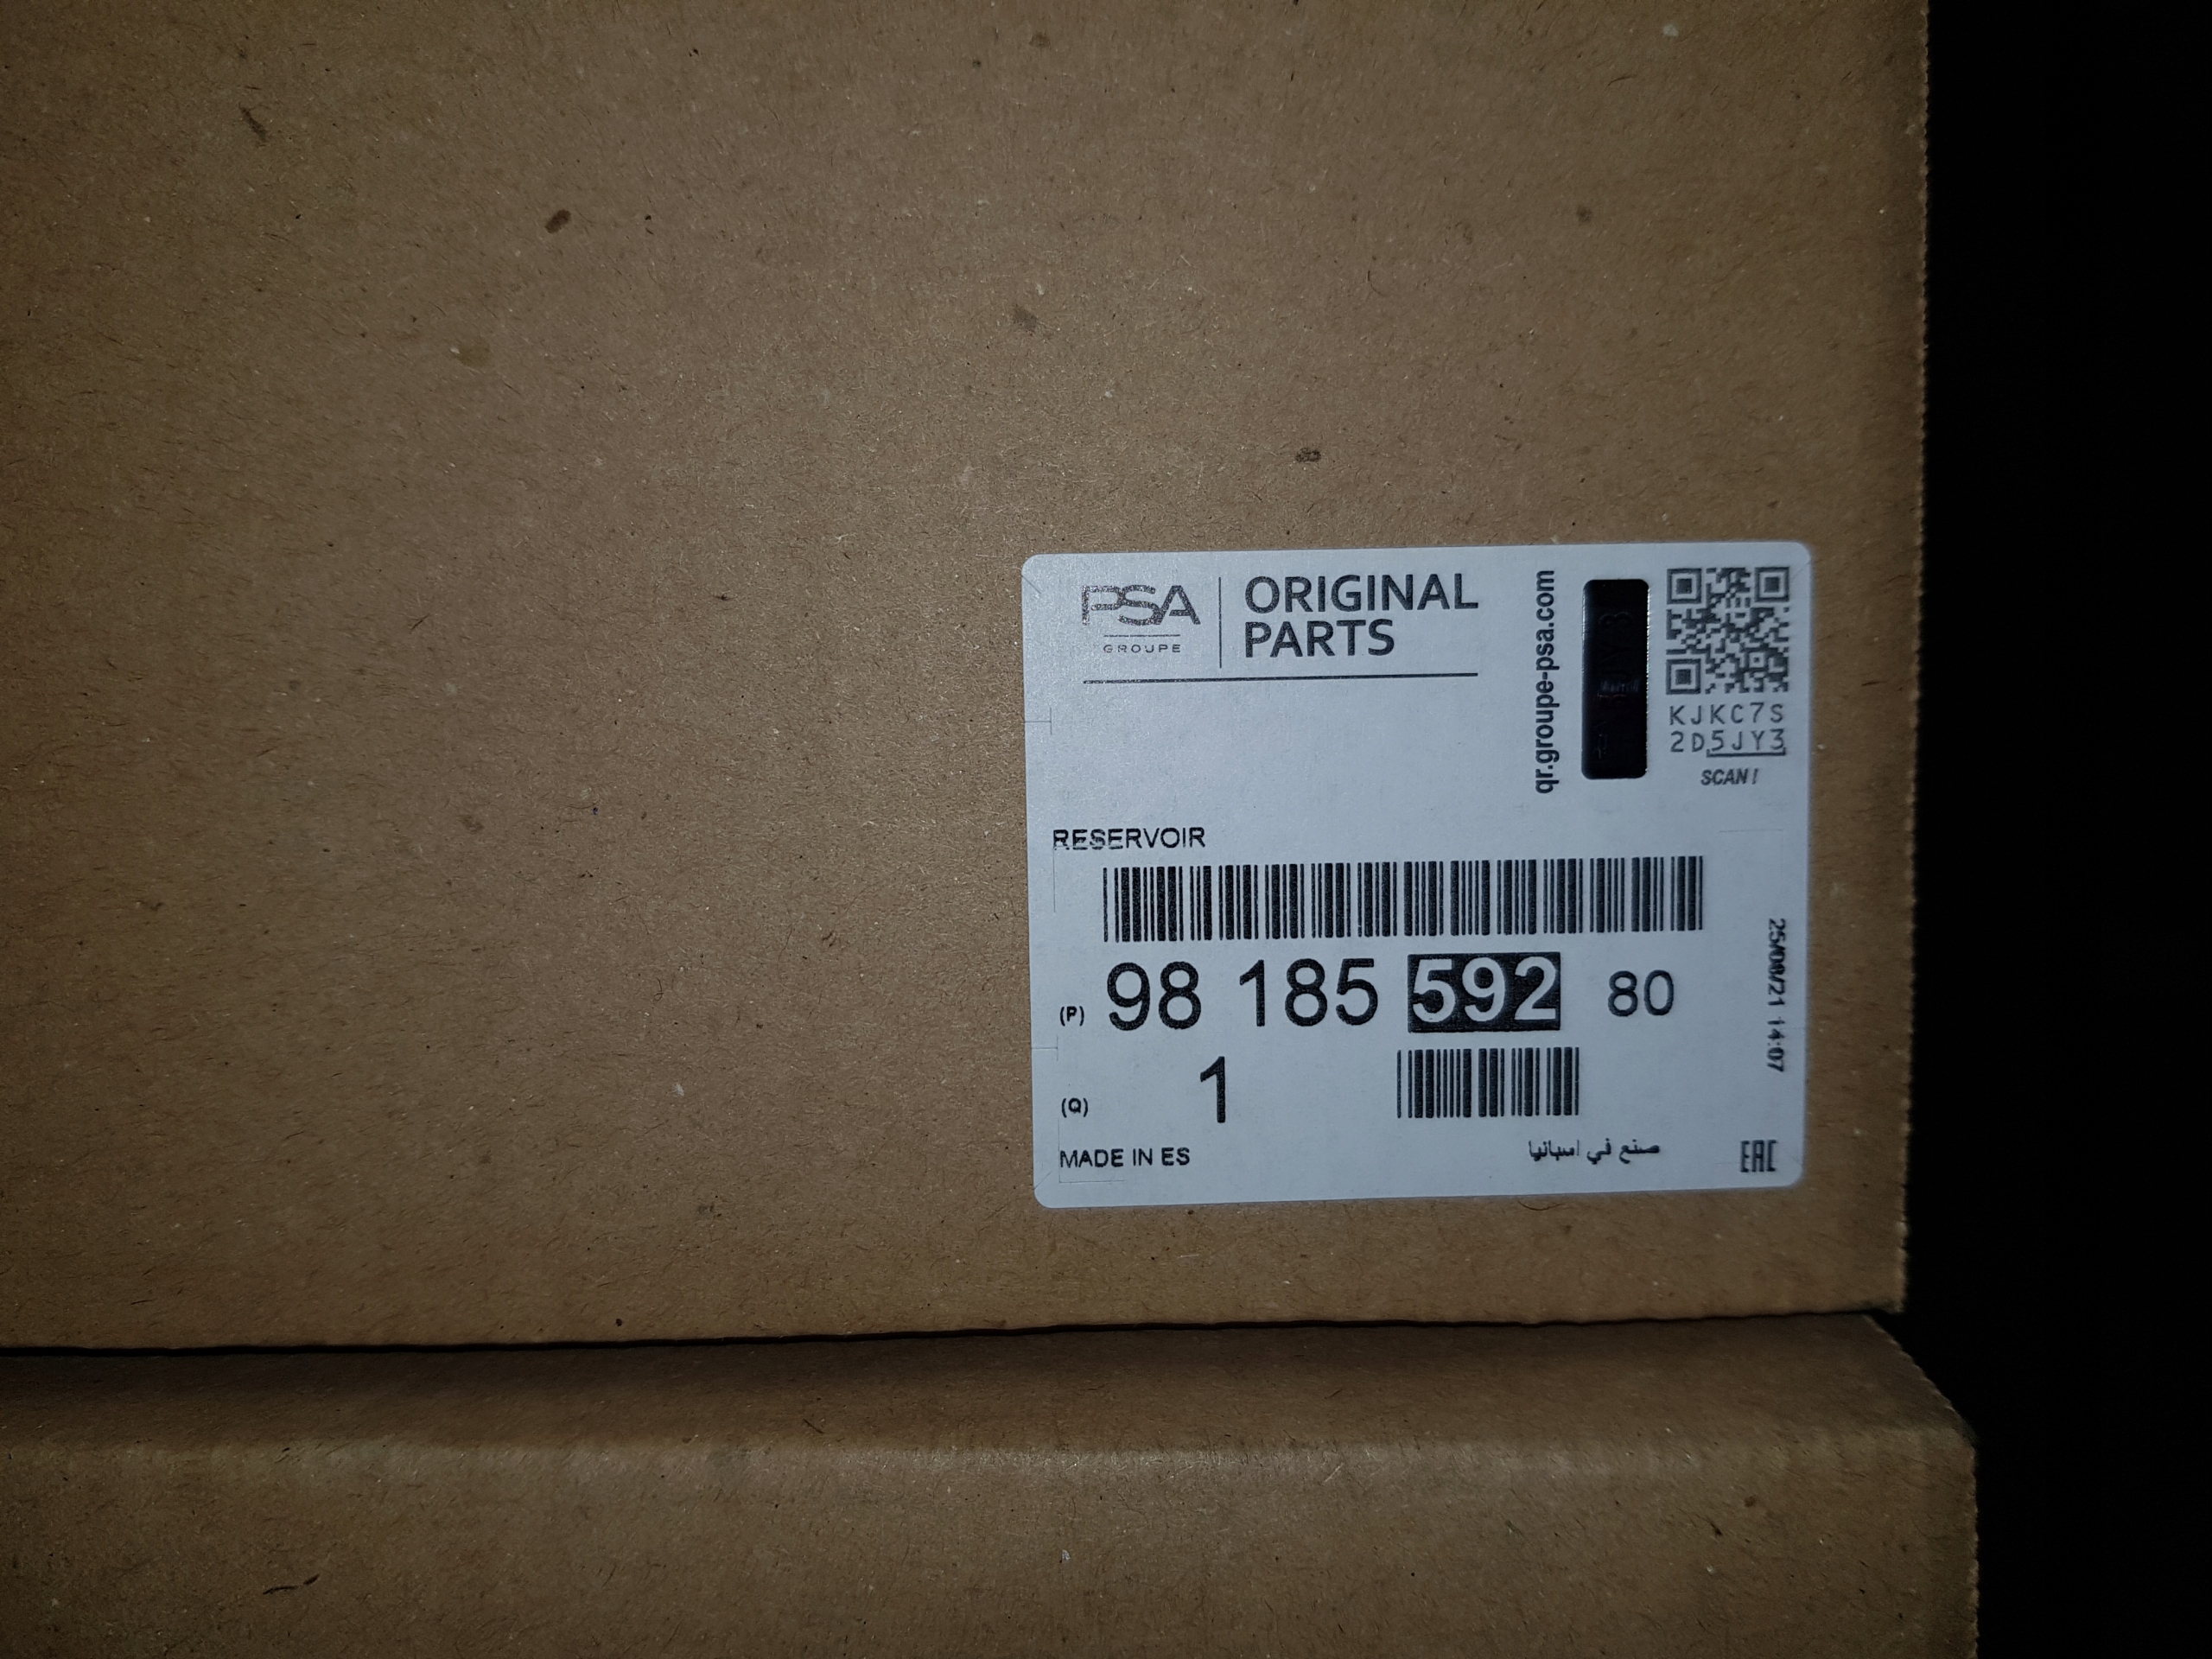 PSA
GROUPE
ORIGINAL
PARTS
qr.groupe-psa.com
KJKC7S
2D5JY3
SCAN!
RESERVOIR
(P) 98 185 592 80
25/08/21 14:07
(Q) 1
MADE IN ES
صنع في اسبانيا
EAC